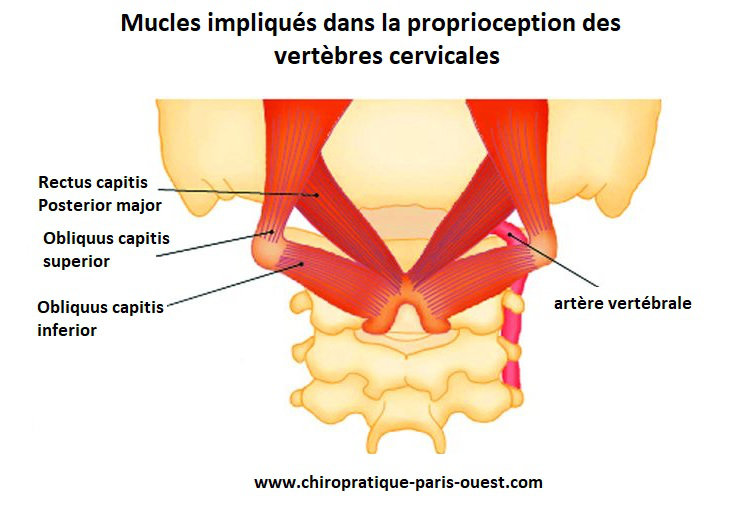 Mucles impliqués dans la proprioception des
vertèbres cervicales
Rectus capitis
Posterior major
Obliquus capitis
superior
Obliquus capitis
inferior
artère vertébrale
www.chiropratique-paris-ouest.com